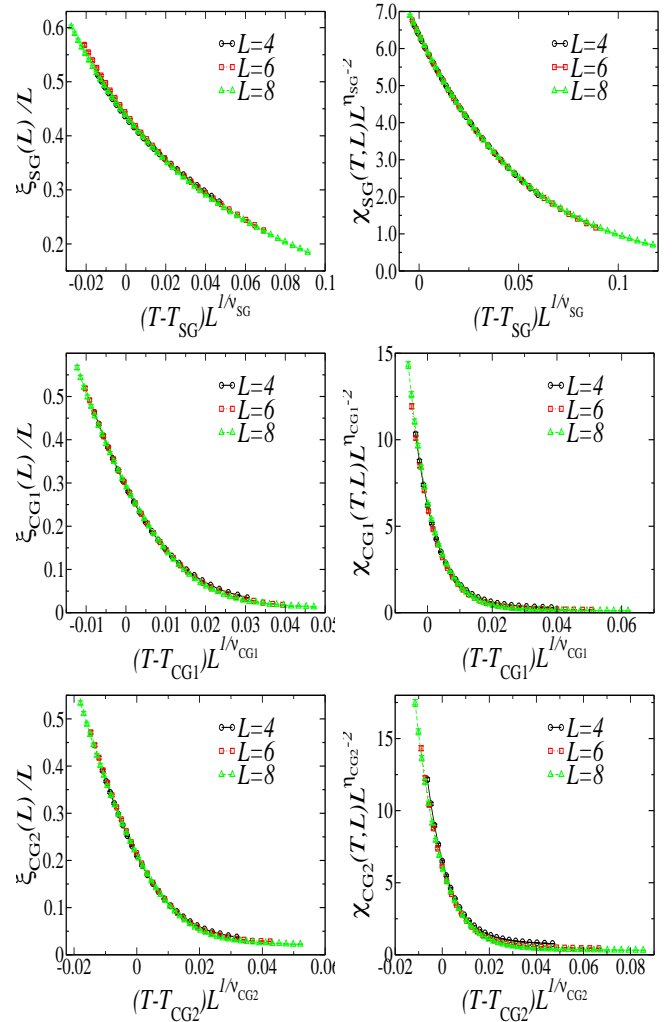 0.6
0.5
0.4
0.3
0.2
ξSG(L)/L
L=4
L=6
L=8
-0.02 0 0.02 0.04 0.06 0.08 0.1
(T-TSG)L1/νSG
7.0
6.0
5.0
4.0
3.0
2.0
1.0
0.0
χSG(T,L)LηSG-2
L=4
L=6
L=8
0 0.05 0.1
(T-TSG)L1/νSG
0.5
0.4
0.3
0.2
0.1
0
ξCG1(L)/L
L=4
L=6
L=8
-0.01 0 0.01 0.02 0.03 0.04 0.05
(T-TCG1)L1/νCG1
15
10
5
0
χCG1(T,L)LηCG1-2
L=4
L=6
L=8
0 0.02 0.04 0.06
(T-TCG1)L1/νCG1
0.5
0.4
0.3
0.2
0.1
0
ξCG2(L)/L
L=4
L=6
L=8
-0.02 0 0.02 0.04 0.06
(T-TCG2)L1/νCG2
15
10
5
0
χCG2(T,L)LηCG2-2
L=4
L=6
L=8
-0.02 0 0.02 0.04 0.06 0.08
(T-TCG2)L1/νCG2